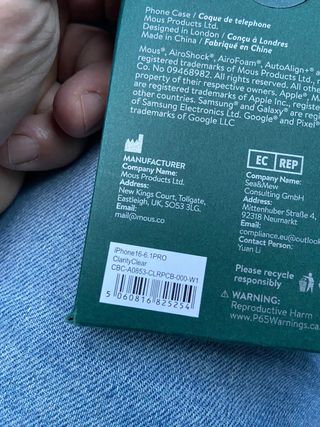 Phone Case / Coque de telephone
Mous Products Ltd.
Designed in London / Conçu à Londres
Made in China / Fabriqué en Chine
Mous®, AiroShock®, AiroFoam®, AutoAlign+® a
registered trademarks of Mous Products Ltd, r
Co. No 09468982. All rights reserved. All othe
property of their respective owners. Apple®, M
are registered trademarks of Apple Inc., registe
countries. Samsung® and Galaxy® are reg
of Samsung Electronics Ltd. Google® and Pixel®
trademarks of Google LLC
MANUFACTURER
Company Name:
Mous Products Ltd.
Address:
New Kings Court, Tollgate,
Eastleigh, UK, SO53 3LG.
Email:
mail@mous.co
EC REP
Company Name:
Sea&Mew
Consulting GmbH
Address:
Mittenhuber Straße 4,
92318 Neumarkt
Email:
compliance.eu@outlook
Contact Person:
Yuan Li
iPhone16-6.1PRO
ClarityClear
CBC-A0853-CLRPCB-000-W1
5 060816 825254
Please recycle
responsibly
WARNING:
Reproductive Harm
www.P65Warnings.ca